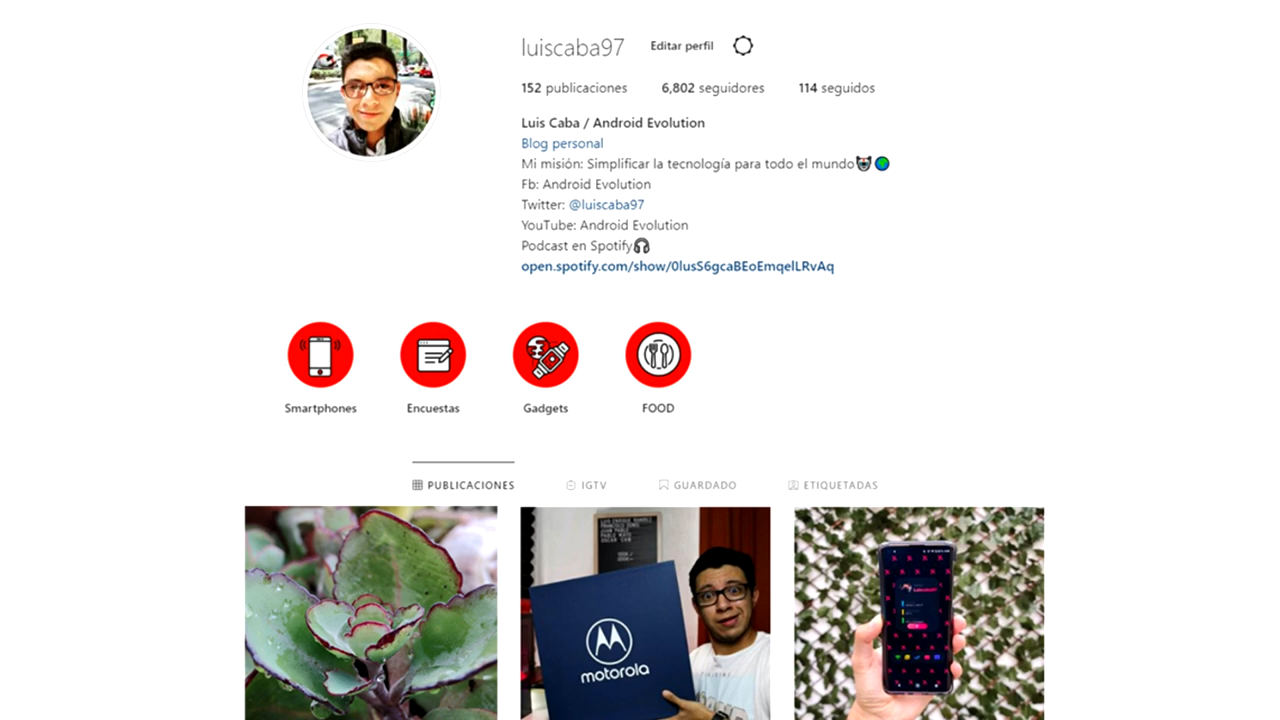 luiscaba97 Editar perfil
152 publicaciones 6,802 seguidores 114 seguidos
Luis Caba / Android Evolution
Blog personal
Mi misión: Simplificar la tecnología para todo el mundo
Fb: Android Evolution
Twitter: @luiscaba97
YouTube: Android Evolution
Podcast en Spotify
open.spotify.com/show/0lusS6gcaBEoEmqelLRvAq
Smartphones Encuestas Gadgets FOOD
PUBLICACIONES IGTV GUARDADO ETIQUETADAS
motorola